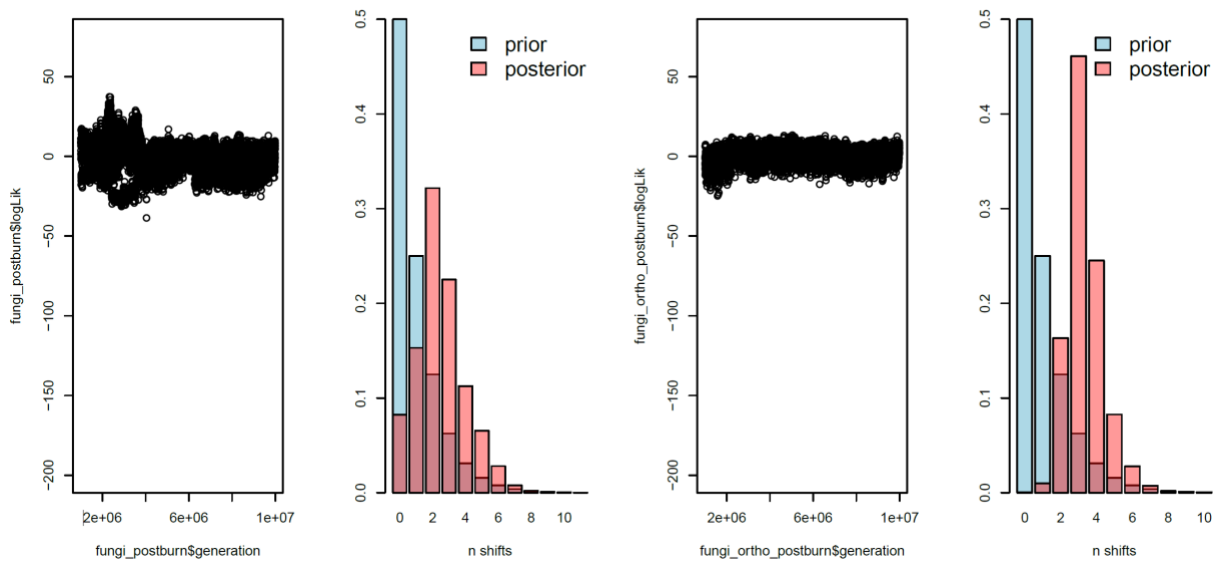 fungi_postburn$logLik
50
0
−50
−100
−150
−200
2e+06 6e+06 1e+07
fungi_postburn$generation
0.5
0.4
0.3
0.2
0.1
0.0
prior
posterior
0 2 4 6 8 10
n shifts
fungi_ortho_postburn$logLik
50
0
−50
−100
−150
−200
2e+06 6e+06 1e+07
fungi_ortho_postburn$generation
0.5
0.4
0.3
0.2
0.1
0.0
prior
posterior
0 2 4 6 8 10
n shifts